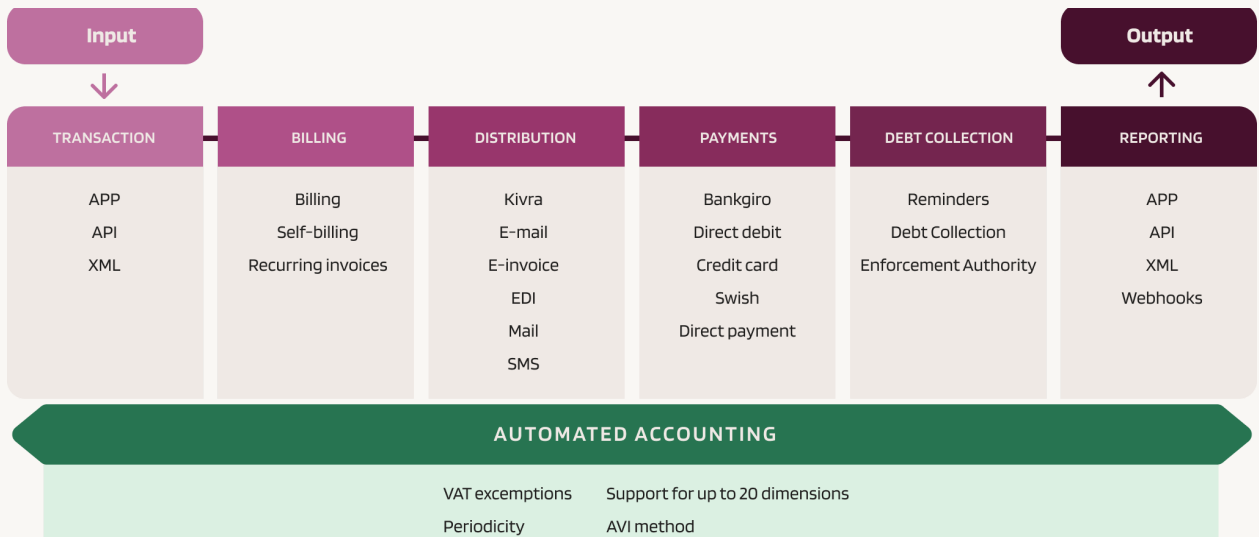 Input
Output
TRANSACTION
APP
API
XML
BILLING
Billing
Self-billing
Recurring invoices
DISTRIBUTION
Kivra
E-mail
E-invoice
EDI
Mail
SMS
PAYMENTS
Bankgiro
Direct debit
Credit card
Swish
Direct payment
DEBT COLLECTION
Reminders
Debt Collection
Enforcement Authority
REPORTING
APP
API
XML
Webhooks
AUTOMATED ACCOUNTING
VAT excemptions
Periodicity
Support for up to 20 dimensions
AVI method